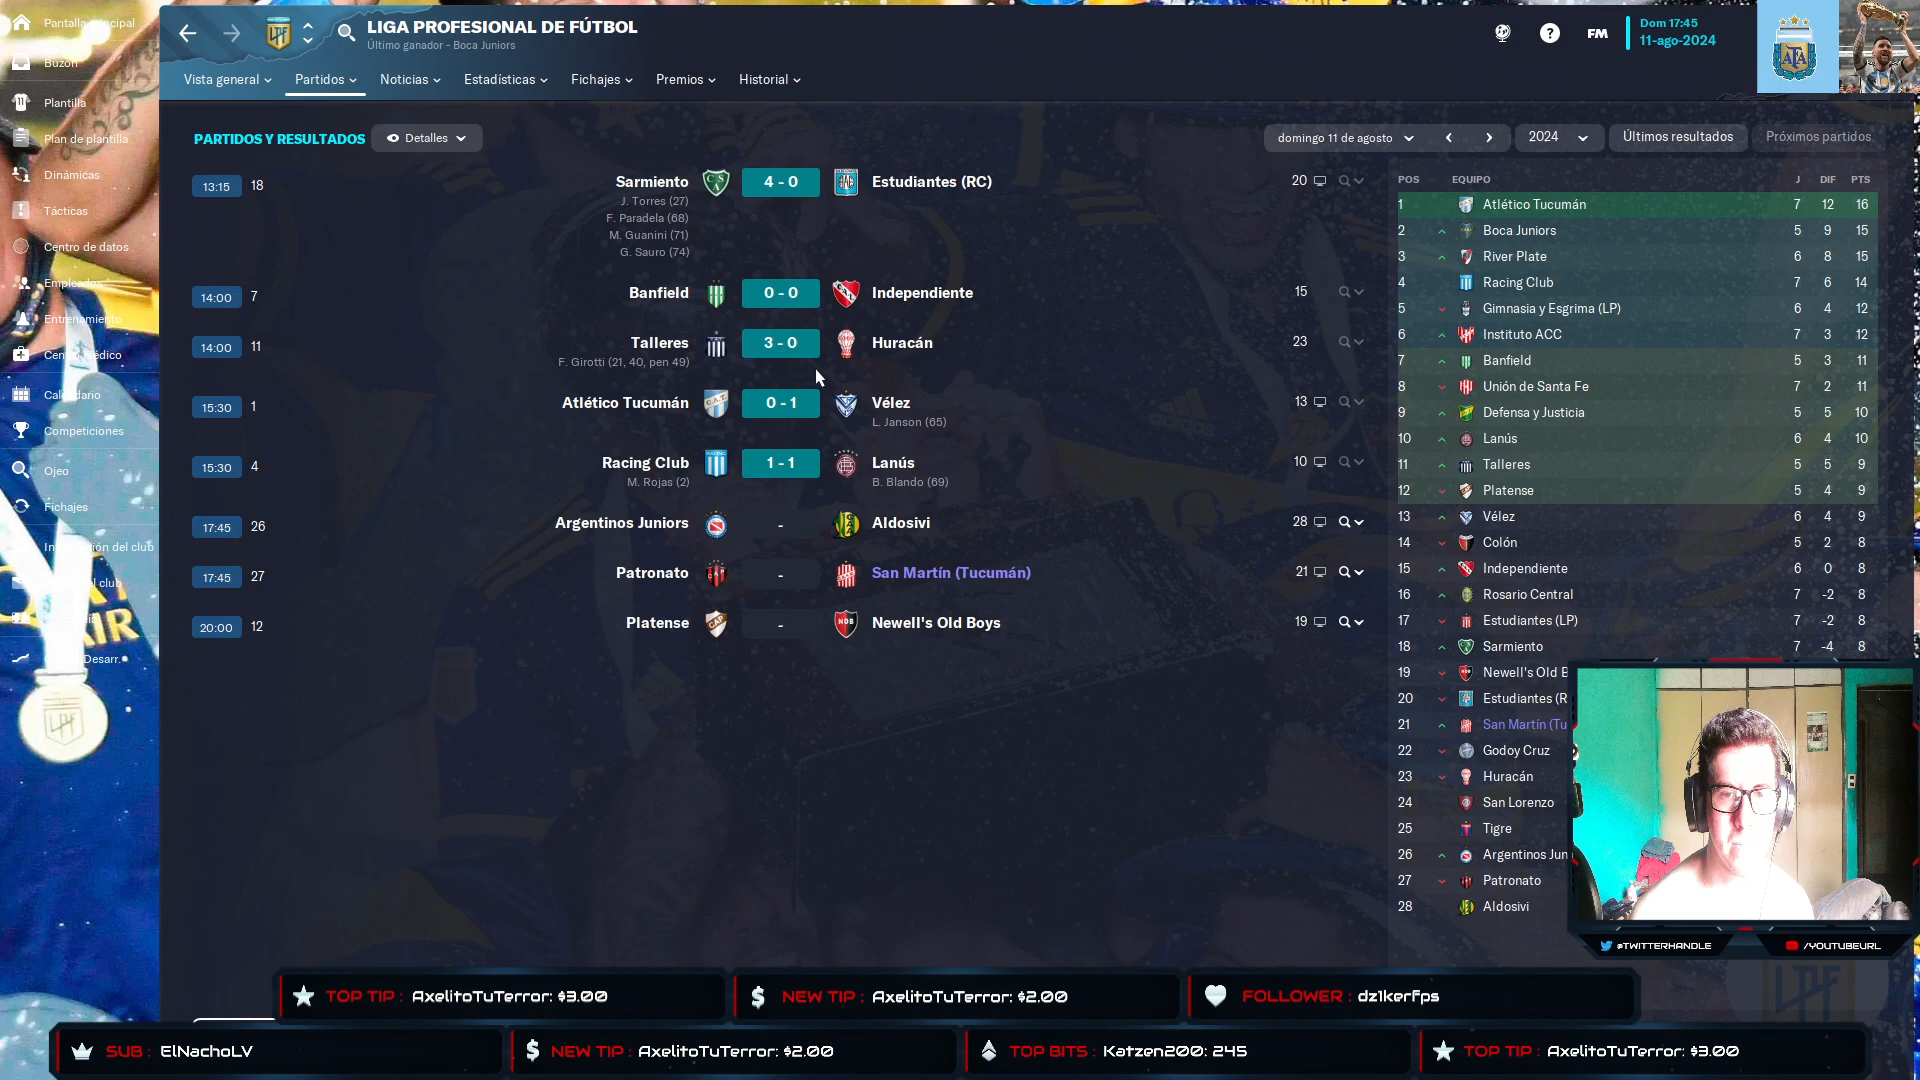 Pantalla principal
Buzón
Plantilla
Plan de plantilla
Dinámicas
Tácticas
Centro de datos
Empleados
Entrenamiento
Centro médico
Calendario
Competiciones
Ojeo
Fichajes
Desarr.
LIGA PROFESIONAL DE FÚTBOL
Último ganador - Boca Juniors
FM
Dom 17:45
11-ago-2024
Vista general
Partidos
Noticias
Estadísticas
Fichajes
Premios
Historial
PARTIDOS Y RESULTADOS
Detalles
domingo 11 de agosto
2024
Últimos resultados
Próximos partidos
13:15 18 Sarmiento 4 - 0 Estudiantes (RC) 20
J. Torres (27)
F. Paradela (68)
M. Guanini (71)
G. Sauro (74)
14:00 7 Banfield 0 - 0 Independiente 15
14:00 11 Talleres 3 - 0 Huracán 23
F. Girotti (21, 40, pen 49)
15:30 1 Atlético Tucumán 0 - 1 Vélez 13
L. Janson (65)
15:30 4 Racing Club 1 - 1 Lanús 10
M. Rojas (2) B. Blando (69)
17:45 26 Argentinos Juniors - Aldosivi 28
17:45 27 Patronato - San Martín (Tucumán) 21
20:00 12 Platense - Newell's Old Boys 19
POS EQUIPO J DIF PTS
1 Atlético Tucumán 7 12 16
2 Boca Juniors 5 9 15
3 River Plate 6 8 15
4 Racing Club 7 6 14
5 Gimnasia y Esgrima (LP) 6 4 12
6 Instituto ACC 7 3 12
7 Banfield 5 3 11
8 Unión de Santa Fe 7 2 11
9 Defensa y Justicia 5 5 10
10 Lanús 6 4 10
11 Talleres 5 5 9
12 Platense 5 4 9
13 Vélez 6 4 9
14 Colón 5 2 8
15 Independiente 6 0 8
16 Rosario Central 7 -2 8
17 Estudiantes (LP) 7 -2 8
18 Sarmiento 7 -4 8
19 Newell's Old B
20 Estudiantes (R
21 San Martín (Tu
22 Godoy Cruz
23 Huracán
24 San Lorenzo
25 Tigre
26 Argentinos Jun
27 Patronato
28 Aldosivi
@TWITTERHANDLE
/YOUTUBEURL
TOP TIP : AxelitoTuTerror: $3.00
NEW TIP : AxelitoTuTerror: $2.00
FOLLOWER : dz1kerfps
SUB : ElNachoLV
NEW TIP : AxelitoTuTerror: $2.00
TOP BITS : Katzen200: 245
TOP TIP : AxelitoTuTerror: $3.00